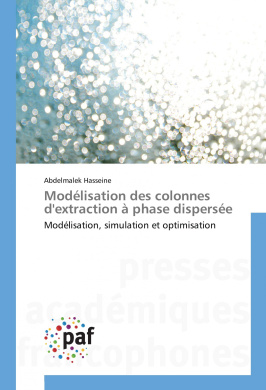 Abdelmalek Hasseine
Modélisation des colonnes
d'extraction à phase dispersée
Modélisation, simulation et optimisation
presses
académiques
francophones
paf